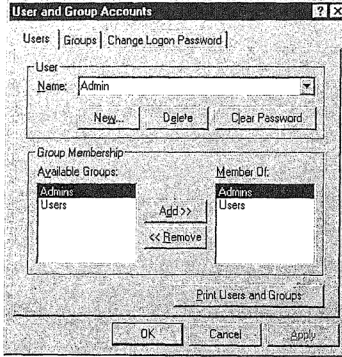 User and Group Accounts
Users Groups Change Logon Password
User
Name: Admin
New... Delete Clear Password
Group Membership
Available Groups: Member Of:
Admins Admins
Users Users
Add >>
<< Remove
Print Users and Groups
OK Cancel Apply